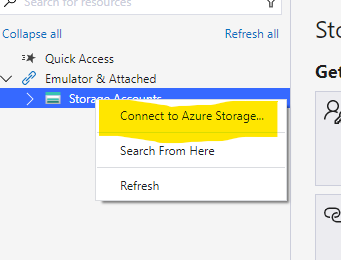 Search for resources
Collapse all
Refresh all
Quick Access
Emulator & Attached
Storage Accounts
Connect to Azure Storage...
Search From Here
Refresh
Sto
Get